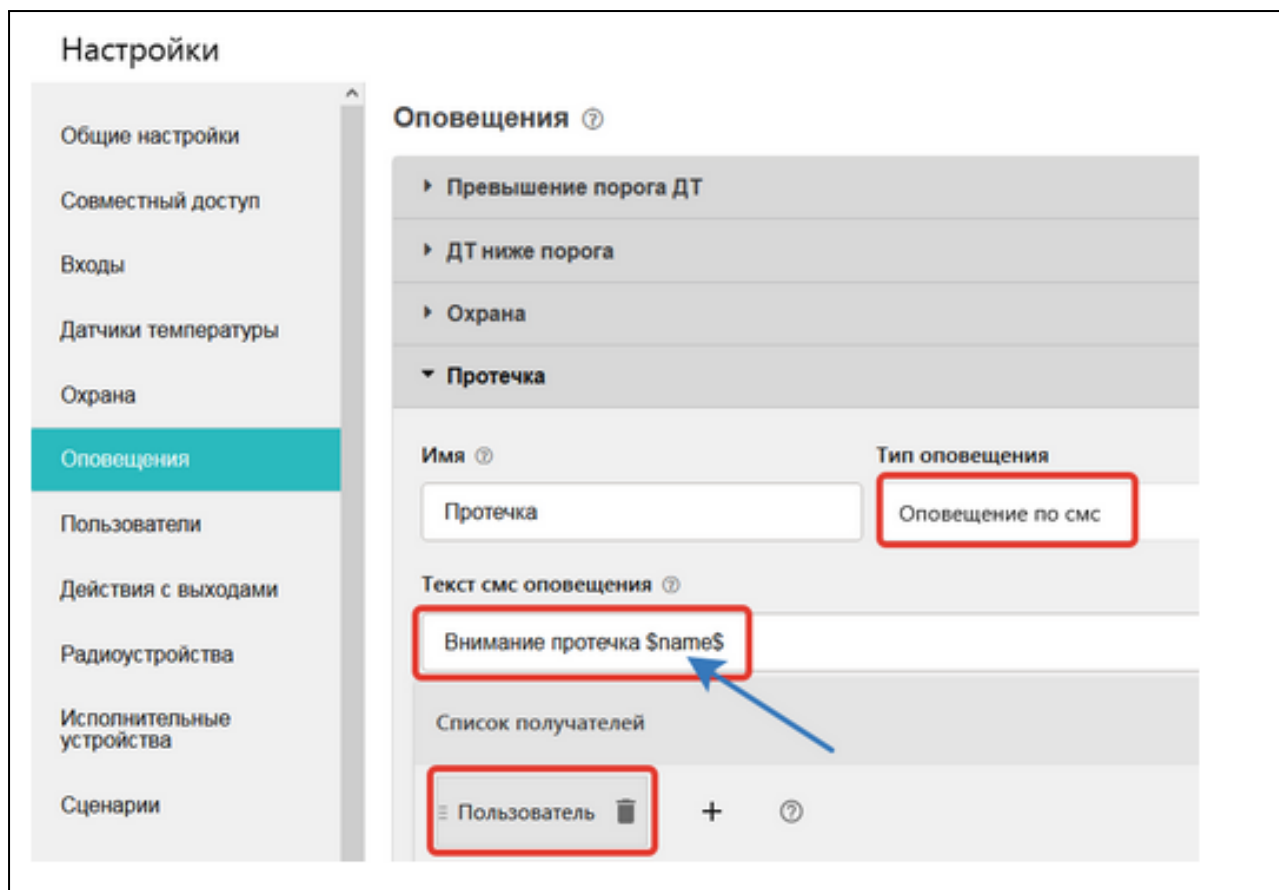 Настройки
Общие настройки
Совместный доступ
Входы
Датчики температуры
Охрана
Оповещения
Пользователи
Действия с выходами
Радиоустройства
Исполнительные
устройства
Сценарии
Оповещения
Превышение порога ДТ
ДТ ниже порога
Охрана
Протечка
Имя
Тип оповещения
Протечка
Оповещение по смс
Текст смс оповещения
Внимание протечка $name$
Список получателей
Пользователь